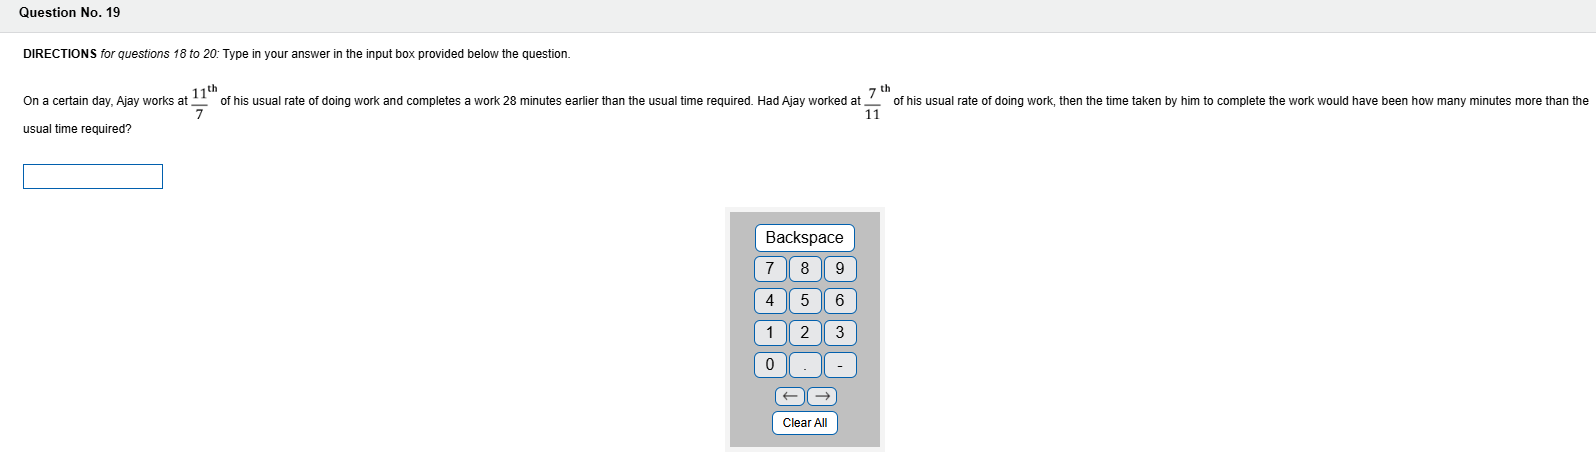 Question No. 19
DIRECTIONS for questions 18 to 20: Type in your answer in the input box provided below the question.
On a certain day, Ajay works at 11/7 th of his usual rate of doing work and completes a work 28 minutes earlier than the usual time required. Had Ajay worked at 7/11 th of his usual rate of doing work, then the time taken by him to complete the work would have been how many minutes more than the
usual time required?
Backspace
7 8 9
4 5 6
1 2 3
0 . -
← →
Clear All